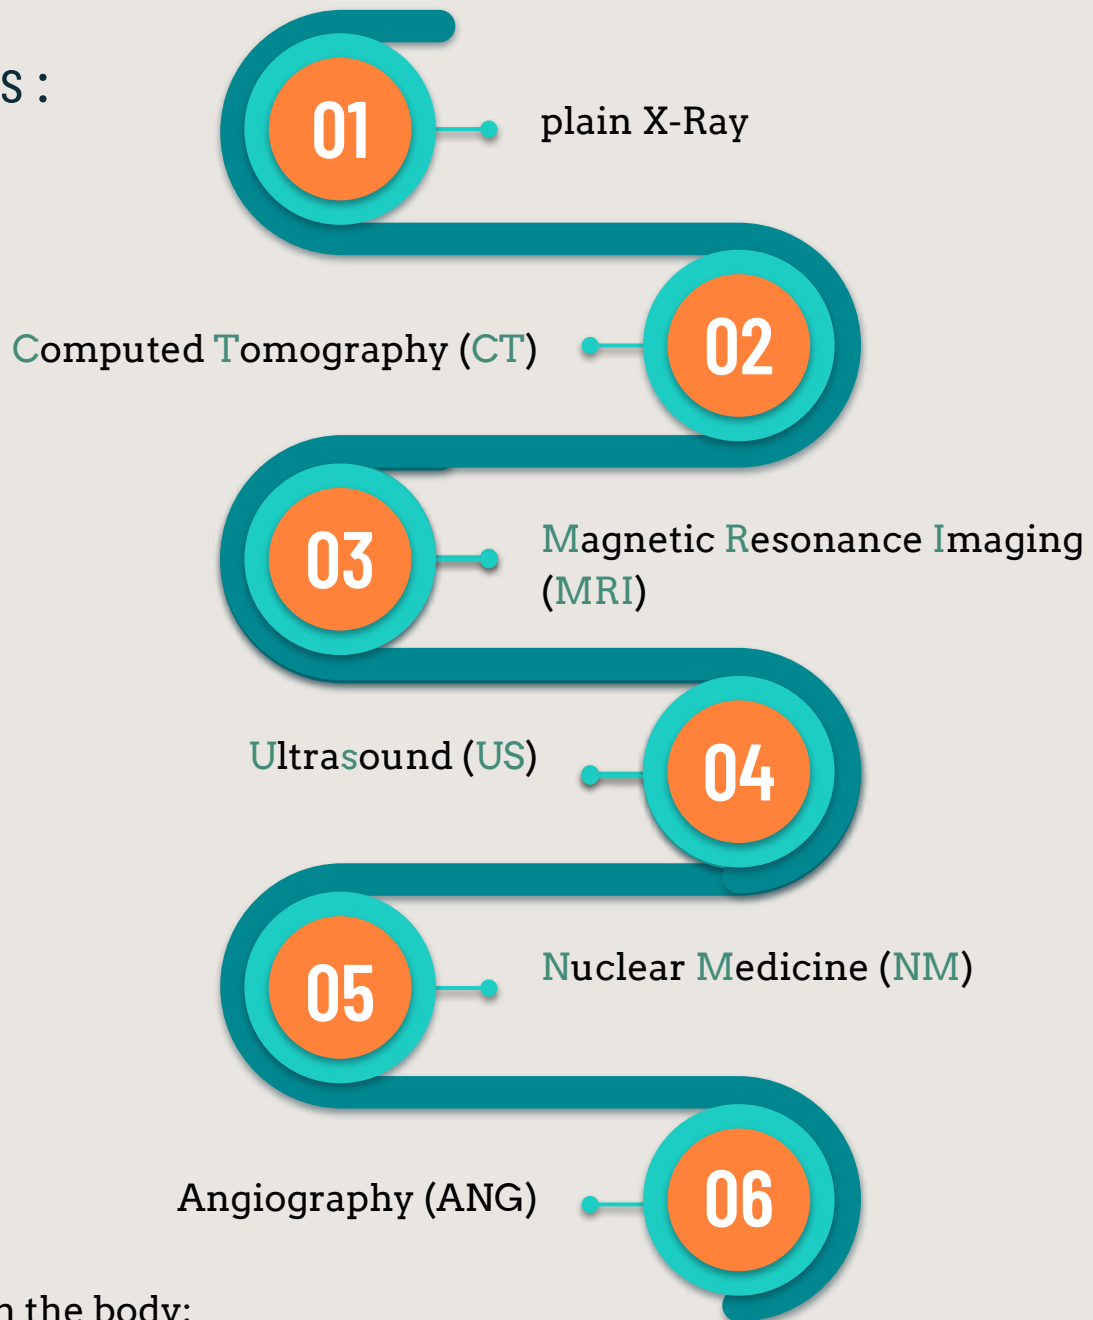 s :
01
plain X-Ray
02
Computed Tomography (CT)
03
Magnetic Resonance Imaging
(MRI)
04
Ultrasound (US)
05
Nuclear Medicine (NM)
06
Angiography (ANG)
the body: